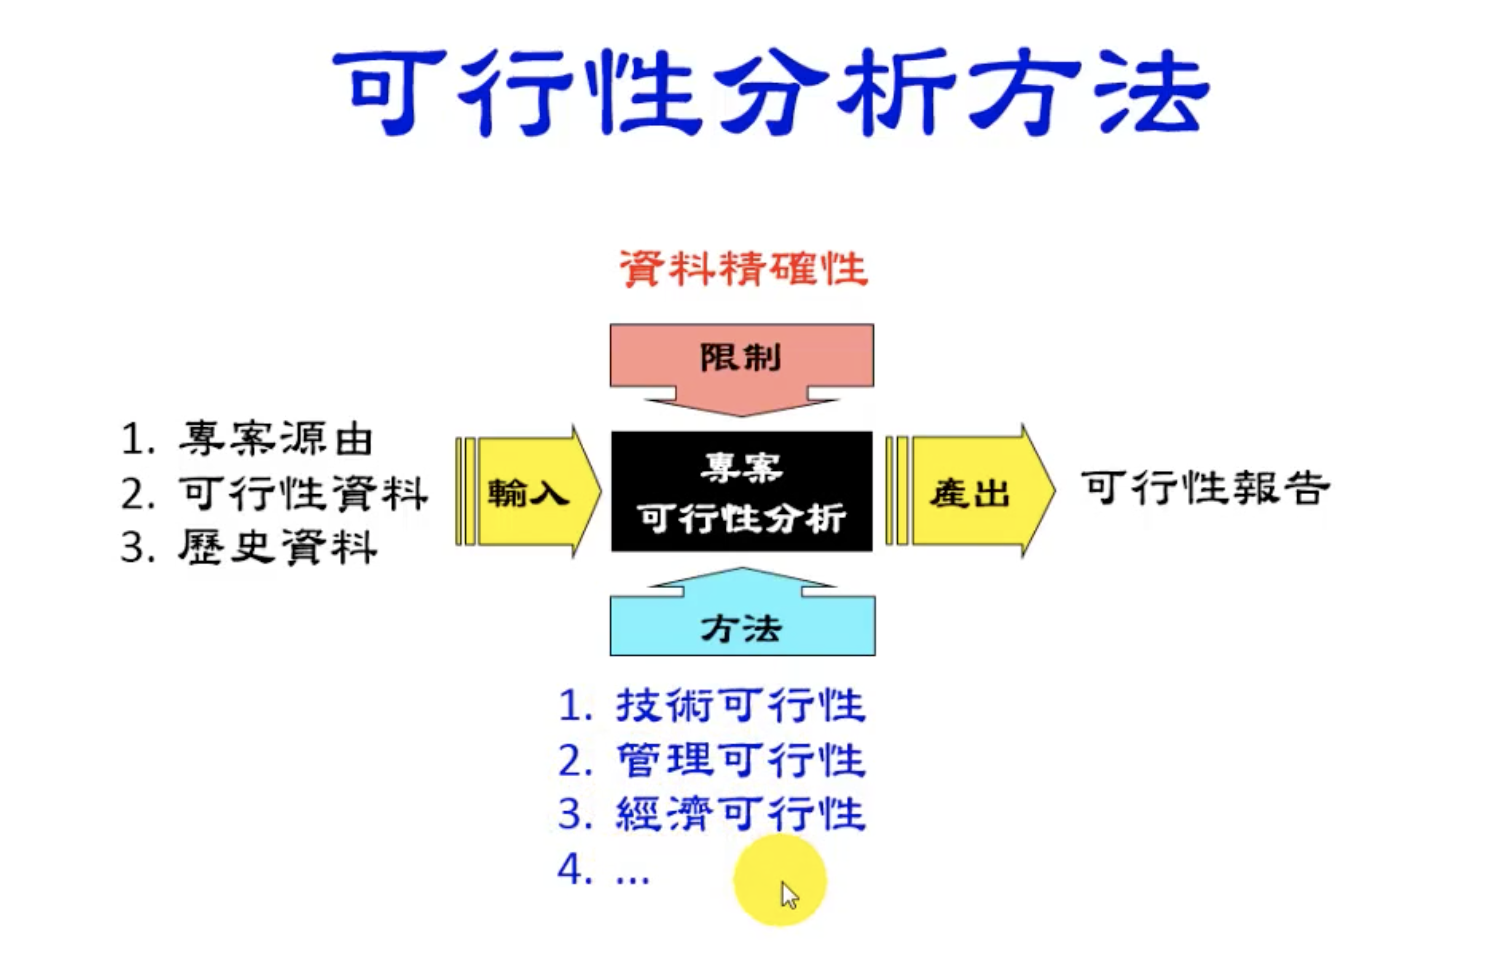 可行性分析方法
資料精確性
限制
1. 專案源由
2. 可行性資料
3. 歷史資料
輸入
專案
可行性分析
產出
可行性報告
方法
1. 技術可行性
2. 管理可行性
3. 經濟可行性
4. ...